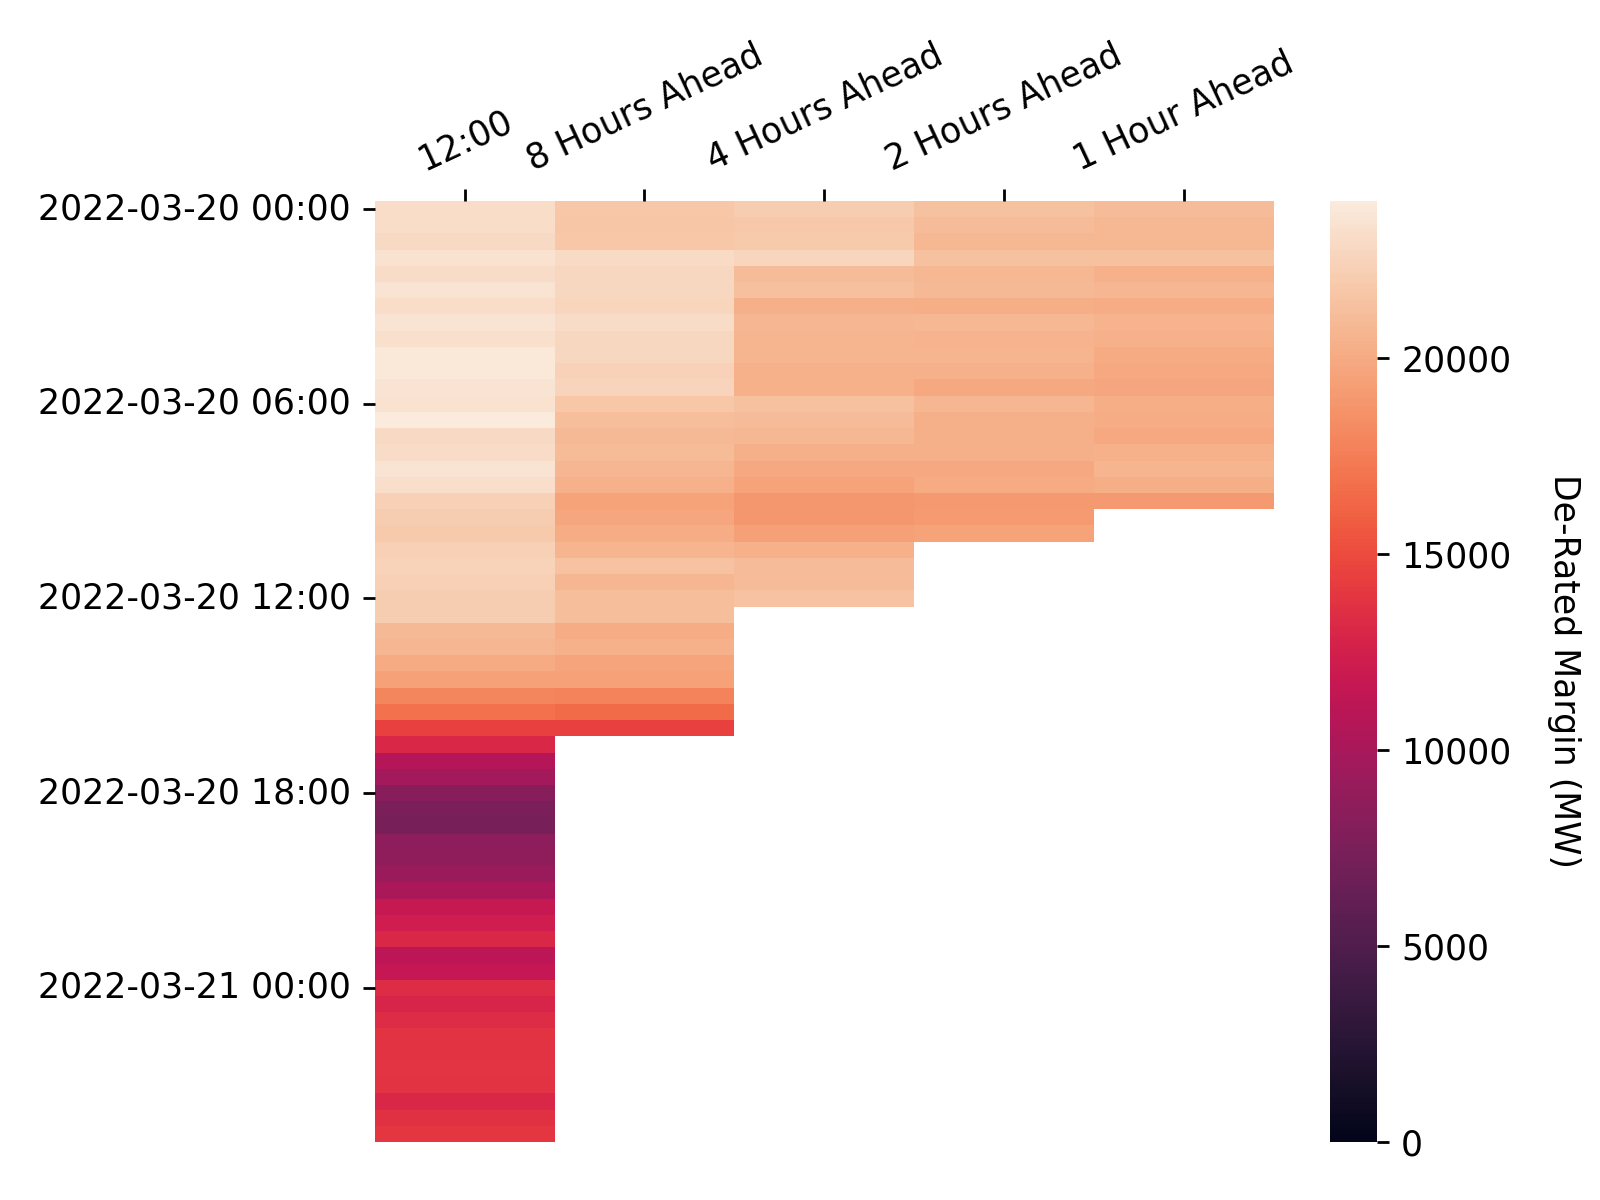 12:00
8 Hours Ahead
4 Hours Ahead
2 Hours Ahead
1 Hour Ahead
2022-03-20 00:00
2022-03-20 06:00
2022-03-20 12:00
2022-03-20 18:00
2022-03-21 00:00
20000
15000
10000
5000
0
De-Rated Margin (MW)